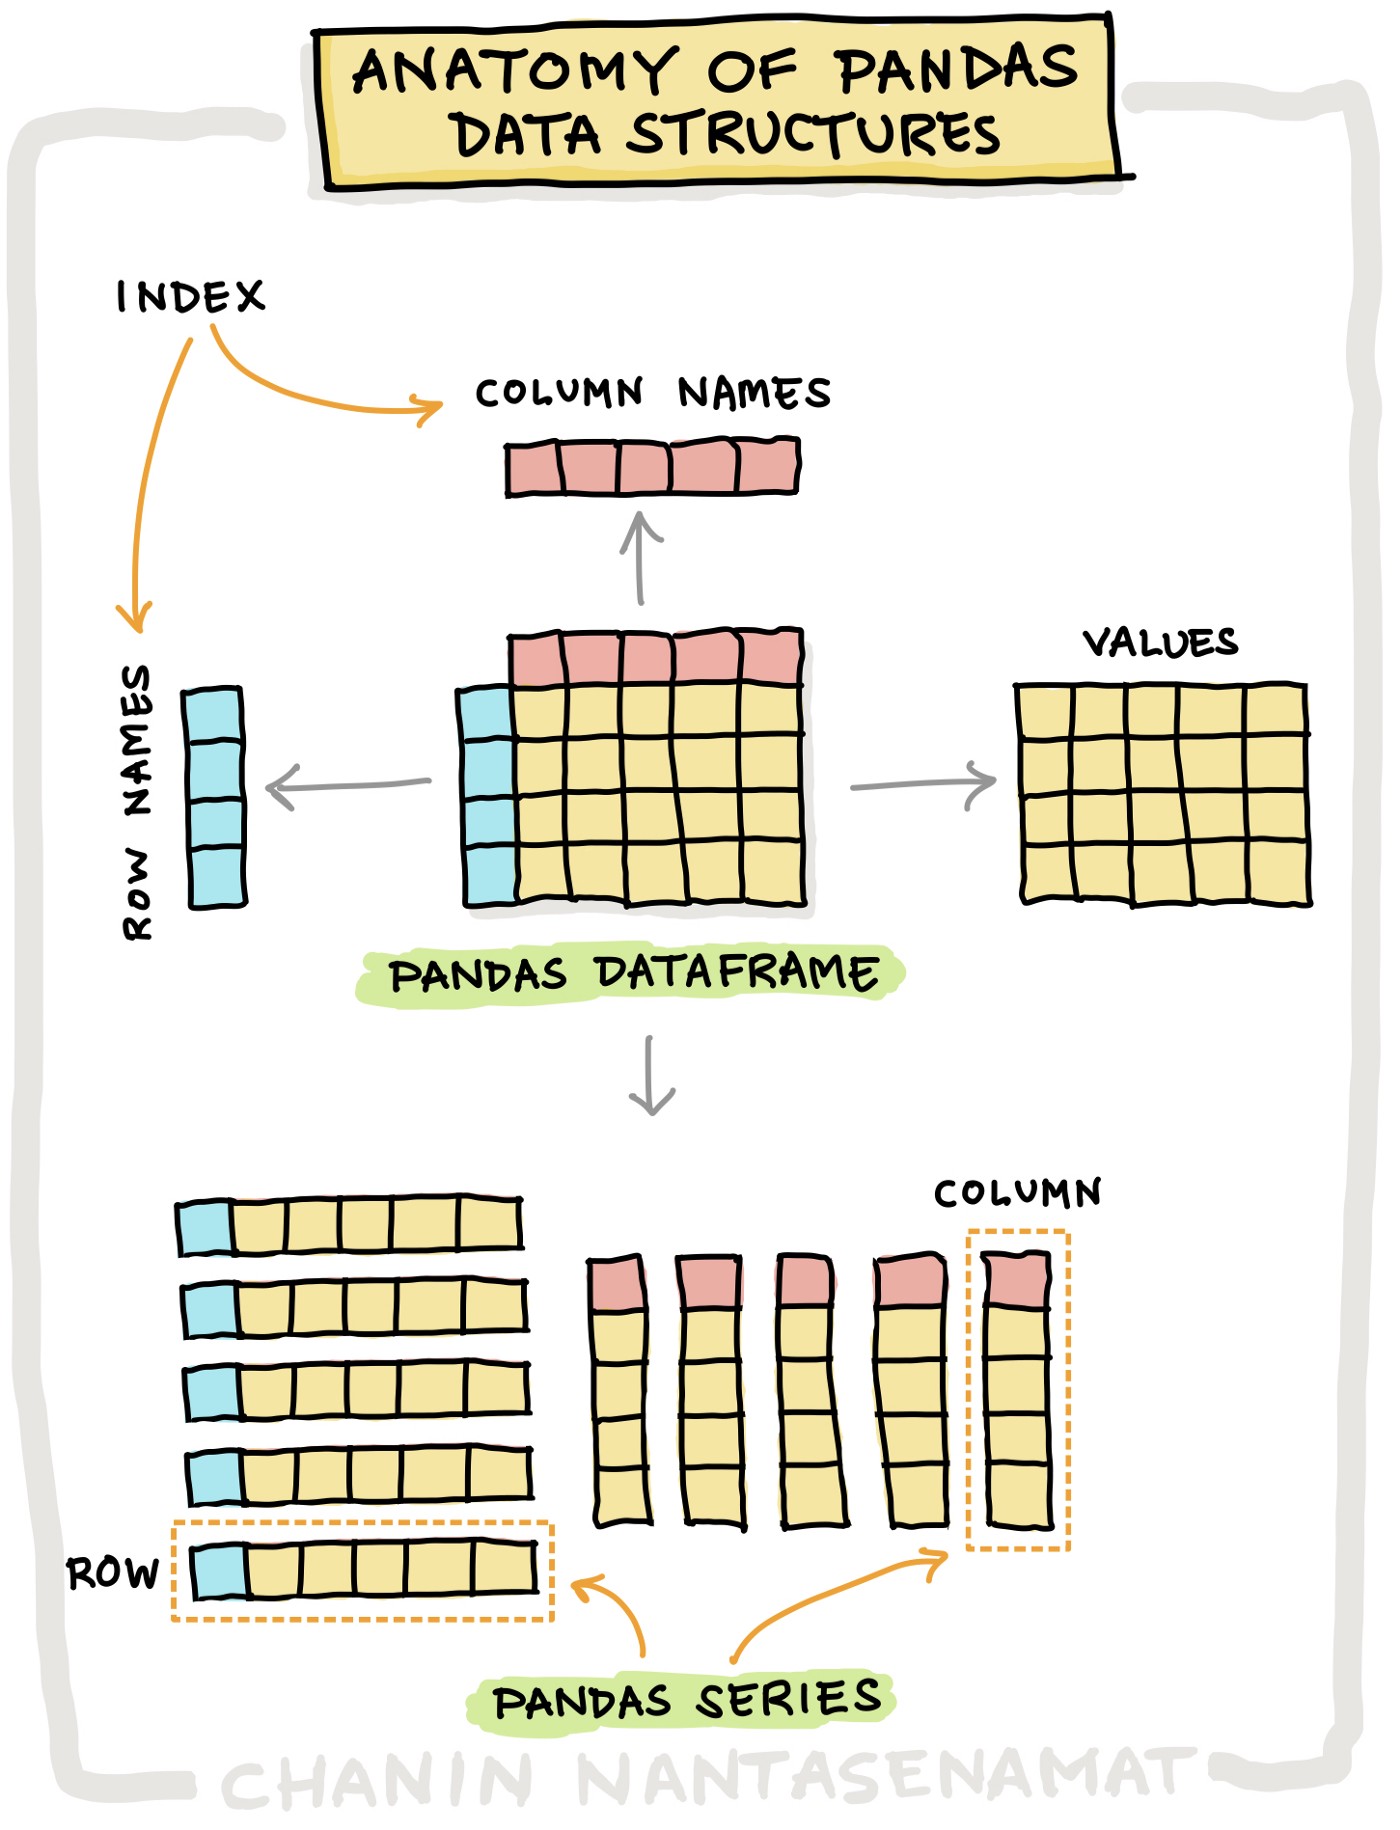 ANATOMY OF PANDAS
DATA STRUCTURES
INDEX
COLUMN NAMES
ROW NAMES
VALUES
PANDAS DATAFRAME
COLUMN
ROW
PANDAS SERIES
CHANIN NANTASENAMAT